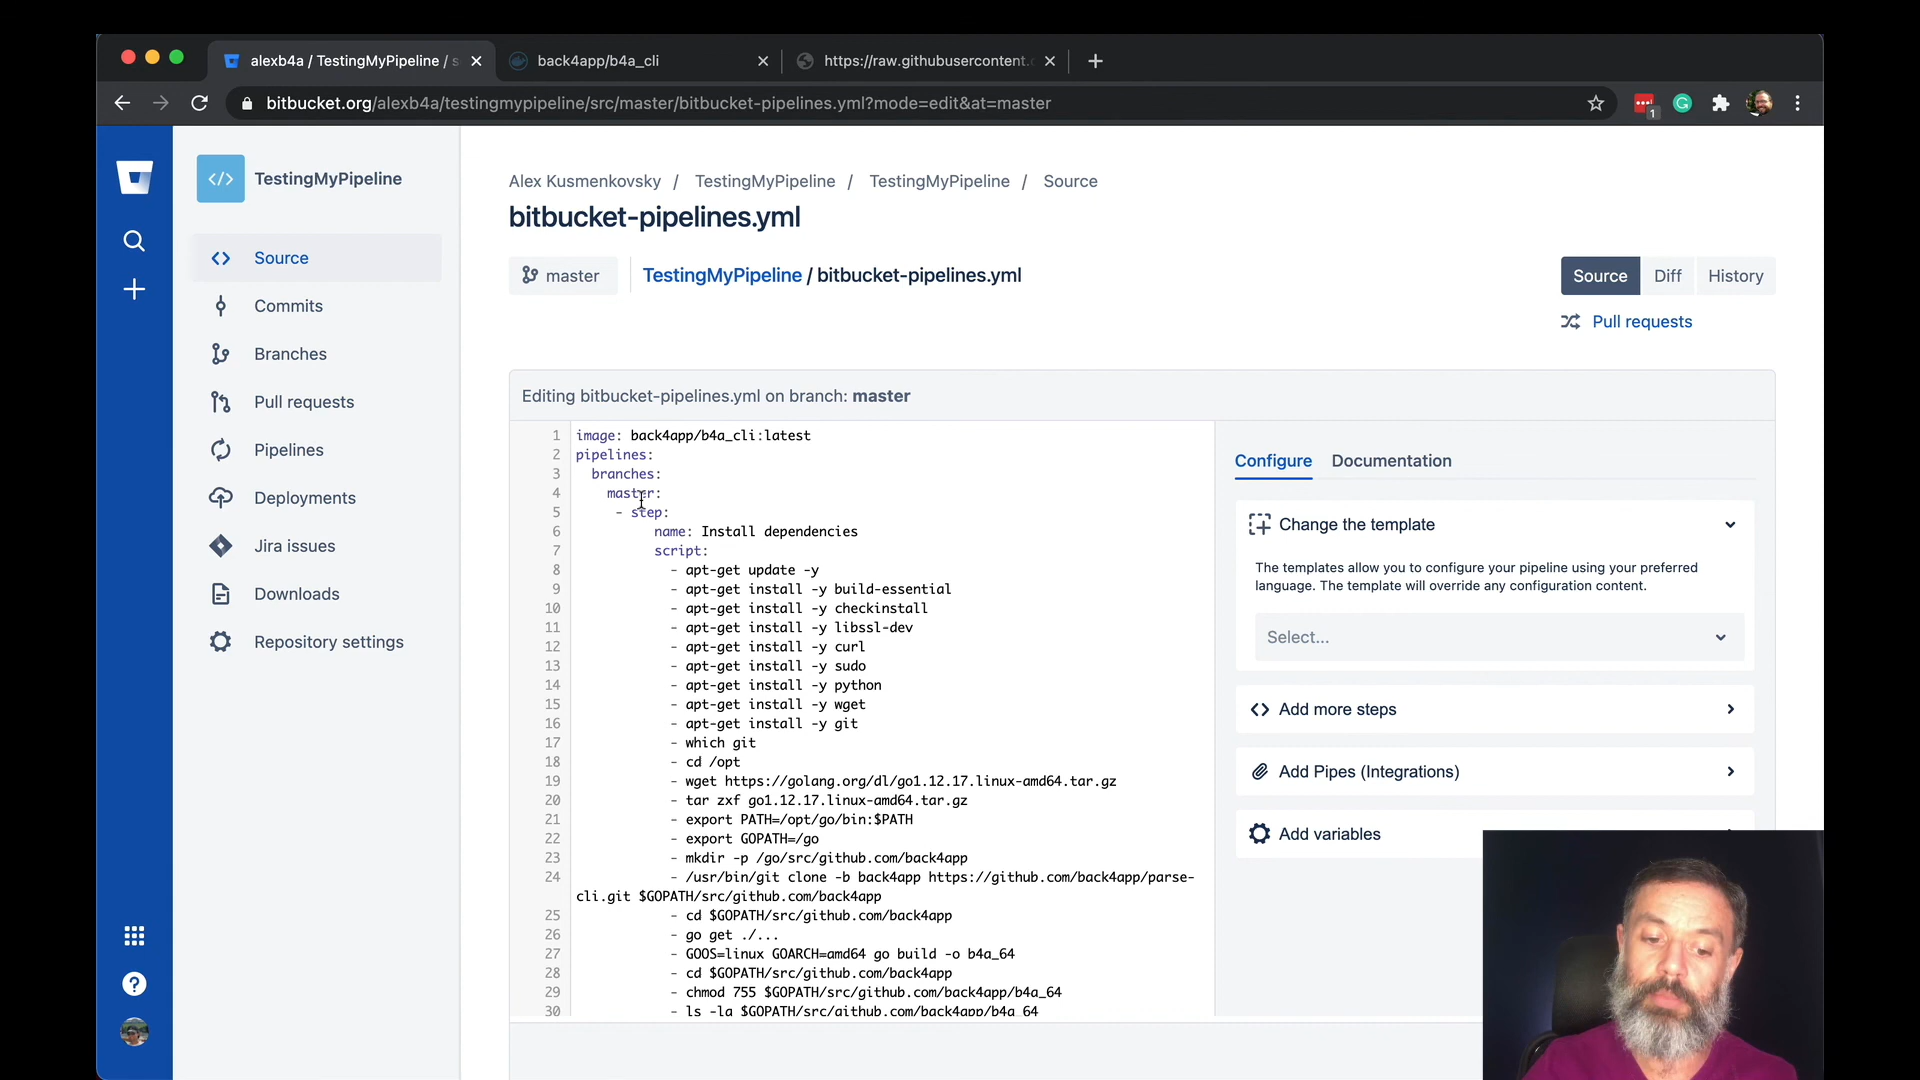 alexb4a / TestingMyPipeline / s
back4app/b4a_cli
https://raw.githubusercontent.c
bitbucket.org/alexb4a/testingmypipeline/src/master/bitbucket-pipelines.yml?mode=edit&at=master
1
TestingMyPipeline
Source
Commits
Branches
Pull requests
Pipelines
Deployments
Jira issues
Downloads
Repository settings
Alex Kusmenkovsky / TestingMyPipeline / TestingMyPipeline / Source
bitbucket-pipelines.yml
master
TestingMyPipeline / bitbucket-pipelines.yml
Source Diff History
Pull requests
Editing bitbucket-pipelines.yml on branch: master
1 image: back4app/b4a_cli:latest
2 pipelines:
3 branches:
4 master:
5 - step:
6 name: Install dependencies
7 script:
8 - apt-get update -y
9 - apt-get install -y build-essential
10 - apt-get install -y checkinstall
11 - apt-get install -y libssl-dev
12 - apt-get install -y curl
13 - apt-get install -y sudo
14 - apt-get install -y python
15 - apt-get install -y wget
16 - apt-get install -y git
17 - which git
18 - cd /opt
19 - wget https://golang.org/dl/go1.12.17.linux-amd64.tar.gz
20 - tar zxf go1.12.17.linux-amd64.tar.gz
21 - export PATH=/opt/go/bin:$PATH
22 - export GOPATH=/go
23 - mkdir -p /go/src/github.com/back4app
24 - /usr/bin/git clone -b back4app https://github.com/back4app/parse-
cli.git $GOPATH/src/github.com/back4app
25 - cd $GOPATH/src/github.com/back4app
26 - go get ./...
27 - GOOS=linux GOARCH=amd64 go build -o b4a_64
28 - cd $GOPATH/src/github.com/back4app
29 - chmod 755 $GOPATH/src/github.com/back4app/b4a_64
30 - ls -la $GOPATH/src/github.com/back4app/b4a_64
Configure Documentation
Change the template
The templates allow you to configure your pipeline using your preferred
language. The template will override any configuration content.
Select...
Add more steps
Add Pipes (Integrations)
Add variables